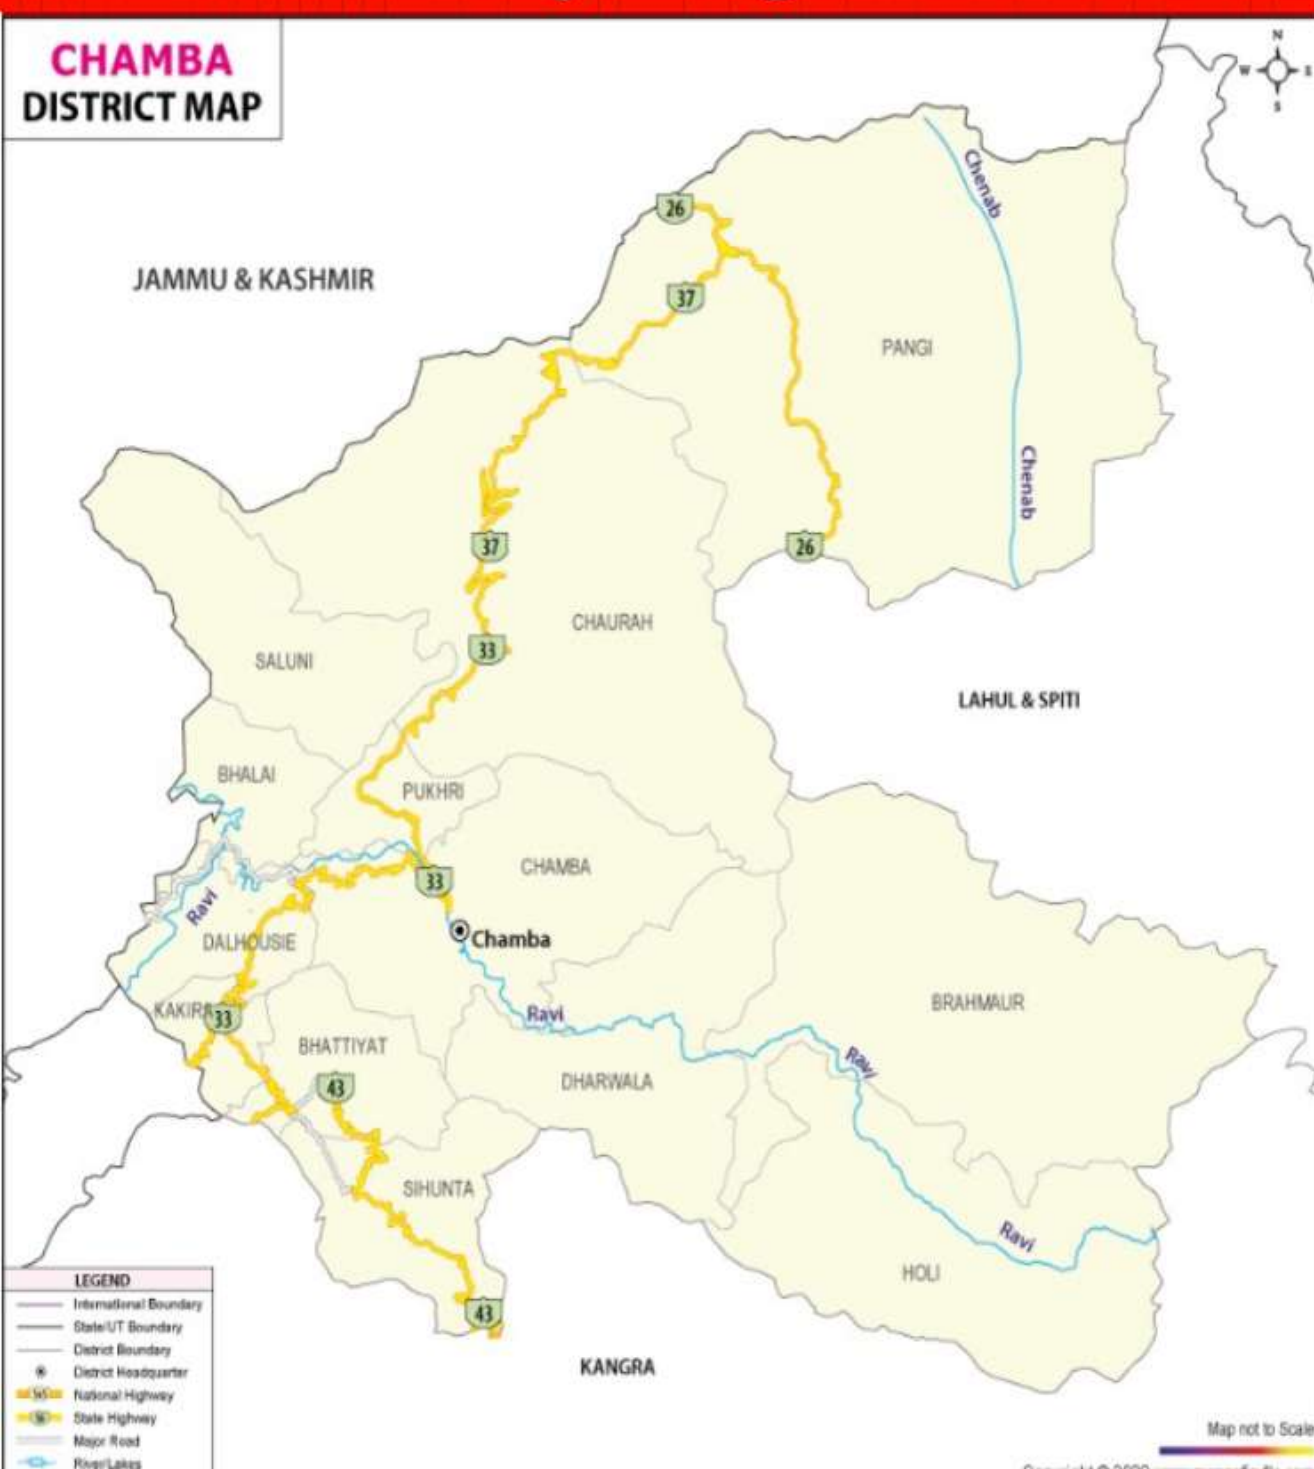 CHAMBA
DISTRICT MAP
N
W
S
JAMMU & KASHMIR
26
Chenab
37
PANGI
Chenab
37
26
33
CHAURAH
SALUNI
LAHUL & SPITI
BHALAI
PUKHRI
CHAMBA
33
Ravi
Chamba
DALHOUSIE
KAKIRA
33
Ravi
BRAHMAUR
BHATTIYAT
Ravi
43
DHARWALA
SIHUNTA
Ravi
HOLI
43
KANGRA
LEGEND
International Boundary
State/UT Boundary
District Boundary
District Headquarter
National Highway
State Highway
Major Road
River/Lakes
Map not to Scale